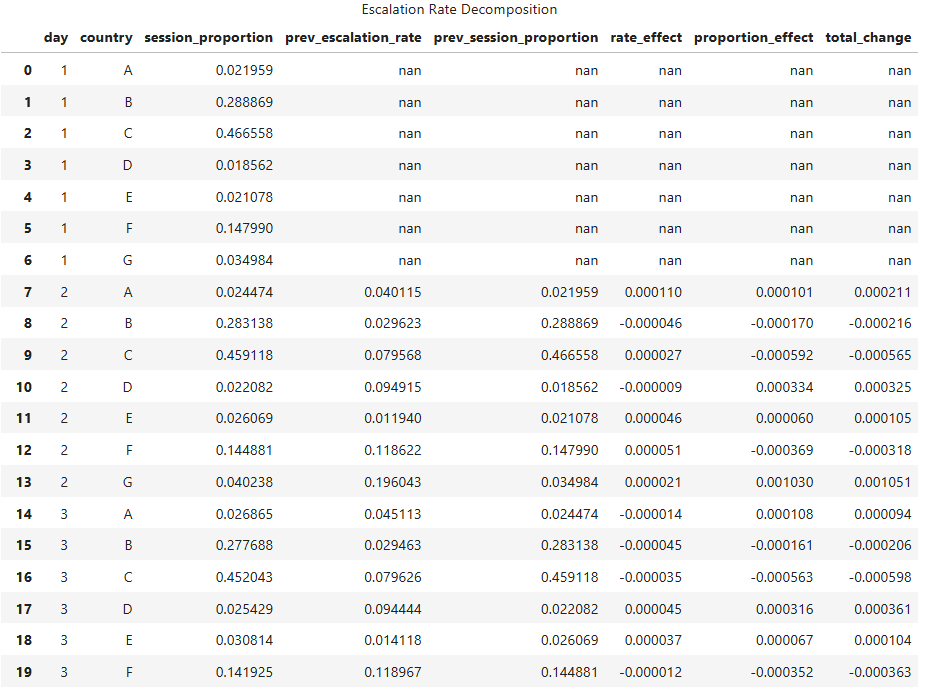 Escalation Rate Decomposition
day country session_proportion prev_escalation_rate prev_session_proportion rate_effect proportion_effect total_change
0 1 A 0.021959 nan nan nan nan nan
1 1 B 0.288869 nan nan nan nan nan
2 1 C 0.466558 nan nan nan nan nan
3 1 D 0.018562 nan nan nan nan nan
4 1 E 0.021078 nan nan nan nan nan
5 1 F 0.147990 nan nan nan nan nan
6 1 G 0.034984 nan nan nan nan nan
7 2 A 0.024474 0.040115 0.021959 0.000110 0.000101 0.000211
8 2 B 0.283138 0.029623 0.288869 -0.000046 -0.000170 -0.000216
9 2 C 0.459118 0.079568 0.466558 0.000027 -0.000592 -0.000565
10 2 D 0.022082 0.094915 0.018562 -0.000009 0.000334 0.000325
11 2 E 0.026069 0.011940 0.021078 0.000046 0.000060 0.000105
12 2 F 0.144881 0.118622 0.147990 0.000051 -0.000369 -0.000318
13 2 G 0.040238 0.196043 0.034984 0.000021 0.001030 0.001051
14 3 A 0.026865 0.045113 0.024474 -0.000014 0.000108 0.000094
15 3 B 0.277688 0.029463 0.283138 -0.000045 -0.000161 -0.000206
16 3 C 0.452043 0.079626 0.459118 -0.000035 -0.000563 -0.000598
17 3 D 0.025429 0.094444 0.022082 0.000045 0.000316 0.000361
18 3 E 0.030814 0.014118 0.026069 0.000037 0.000067 0.000104
19 3 F 0.141925 0.118967 0.144881 -0.000012 -0.000352 -0.000363